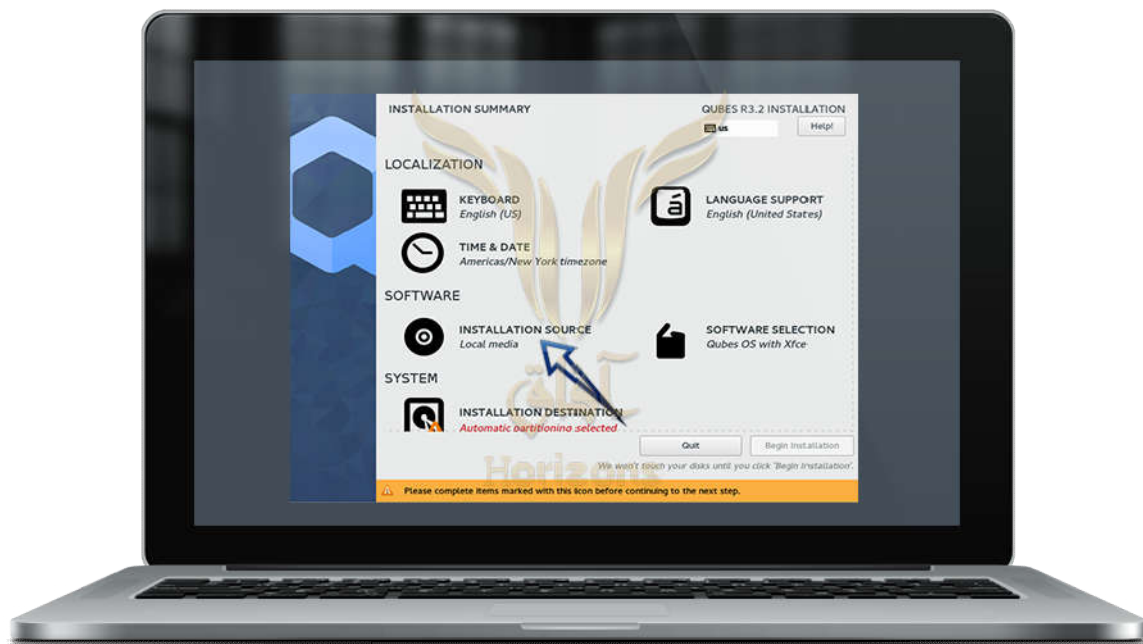 INSTALLATION SUMMARY
QUBES R3.2 INSTALLATION
us
Help!
LOCALIZATION
KEYBOARD
English (US)
LANGUAGE SUPPORT
English (United States)
TIME & DATE
Americas/New York timezone
SOFTWARE
INSTALLATION SOURCE
Local media
SOFTWARE SELECTION
Qubes OS with Xfce
SYSTEM
آفاق
INSTALLATION DESTINATION
Automatic partitioning selected
Quit
Begin Installation
Horizons
We won't touch your disks until you click 'Begin Installation'.
Please complete items marked with this icon before continuing to the next step.